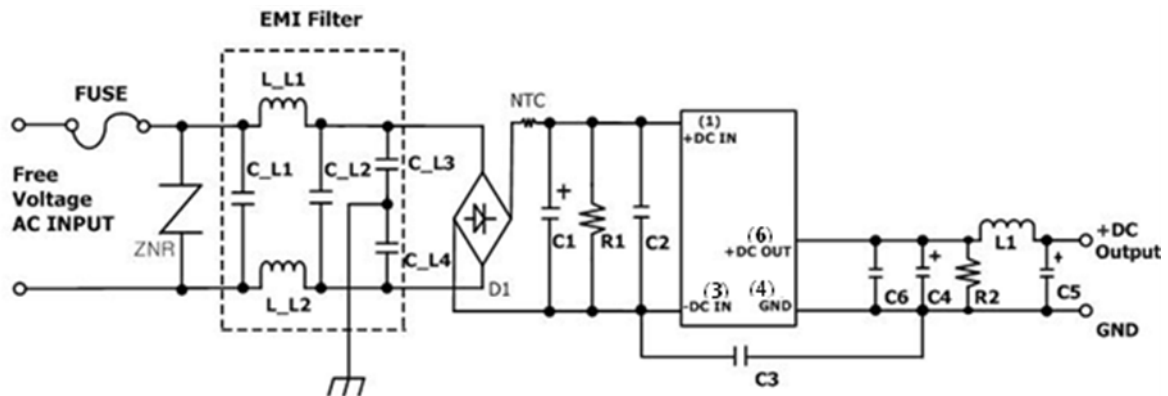 EMI Filter
FUSE
L_L1
NTC
(1)
+DC IN
C_L1
C_L2
C_L3
Free
Voltage
AC INPUT
ZNR
C_L4
L_L2
D1
C1
+
R1
C2
(6)
+DC OUT
(3)
-DC IN
(4)
GND
L1
+DC
Output
C6
+
C4
R2
+
C5
GND
C3